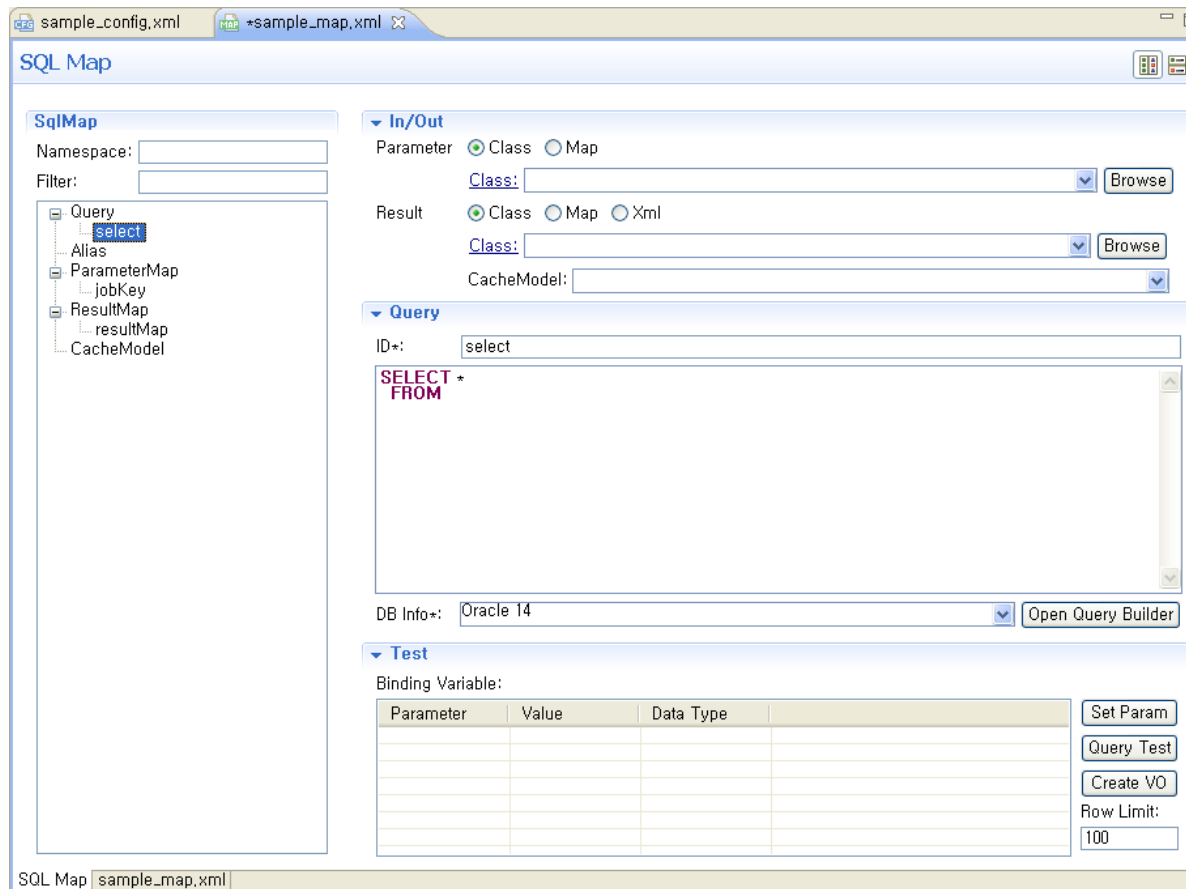 sample_config.xml *sample_map.xml
SQL Map
SqlMap
Namespace:
Filter:
Query
select
Alias
ParameterMap
jobKey
ResultMap
resultMap
CacheModel
In/Out
Parameter Class Map
Class: Browse
Result Class Map Xml
Class: Browse
CacheModel:
Query
ID*: select
SELECT *
FROM
DB Info*: Oracle 14 Open Query Builder
Test
Binding Variable:
Parameter Value Data Type
Set Param
Query Test
Create VO
Row Limit:
100
SQL Map sample_map.xml